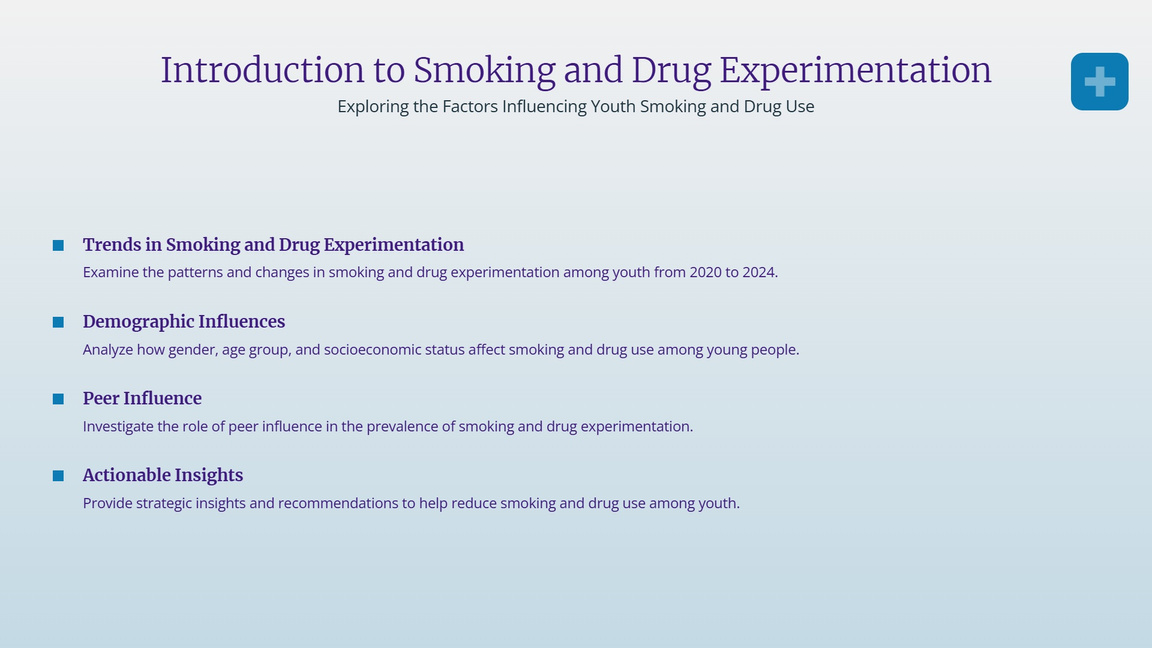 Introduction to Smoking and Drug Experimentation
Exploring the Factors Influencing Youth Smoking and Drug Use
Trends in Smoking and Drug Experimentation
Examine the patterns and changes in smoking and drug experimentation among youth from 2020 to 2024.
Demographic Influences
Analyze how gender, age group, and socioeconomic status affect smoking and drug use among young people.
Peer Influence
Investigate the role of peer influence in the prevalence of smoking and drug experimentation.
Actionable Insights
Provide strategic insights and recommendations to help reduce smoking and drug use among youth.